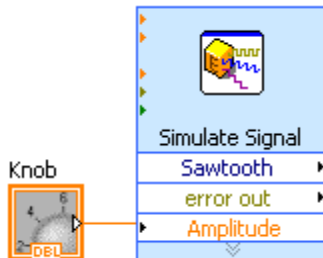 Simulate Signal
Sawtooth
error out
Amplitude
Knob
2
4
6
DBL